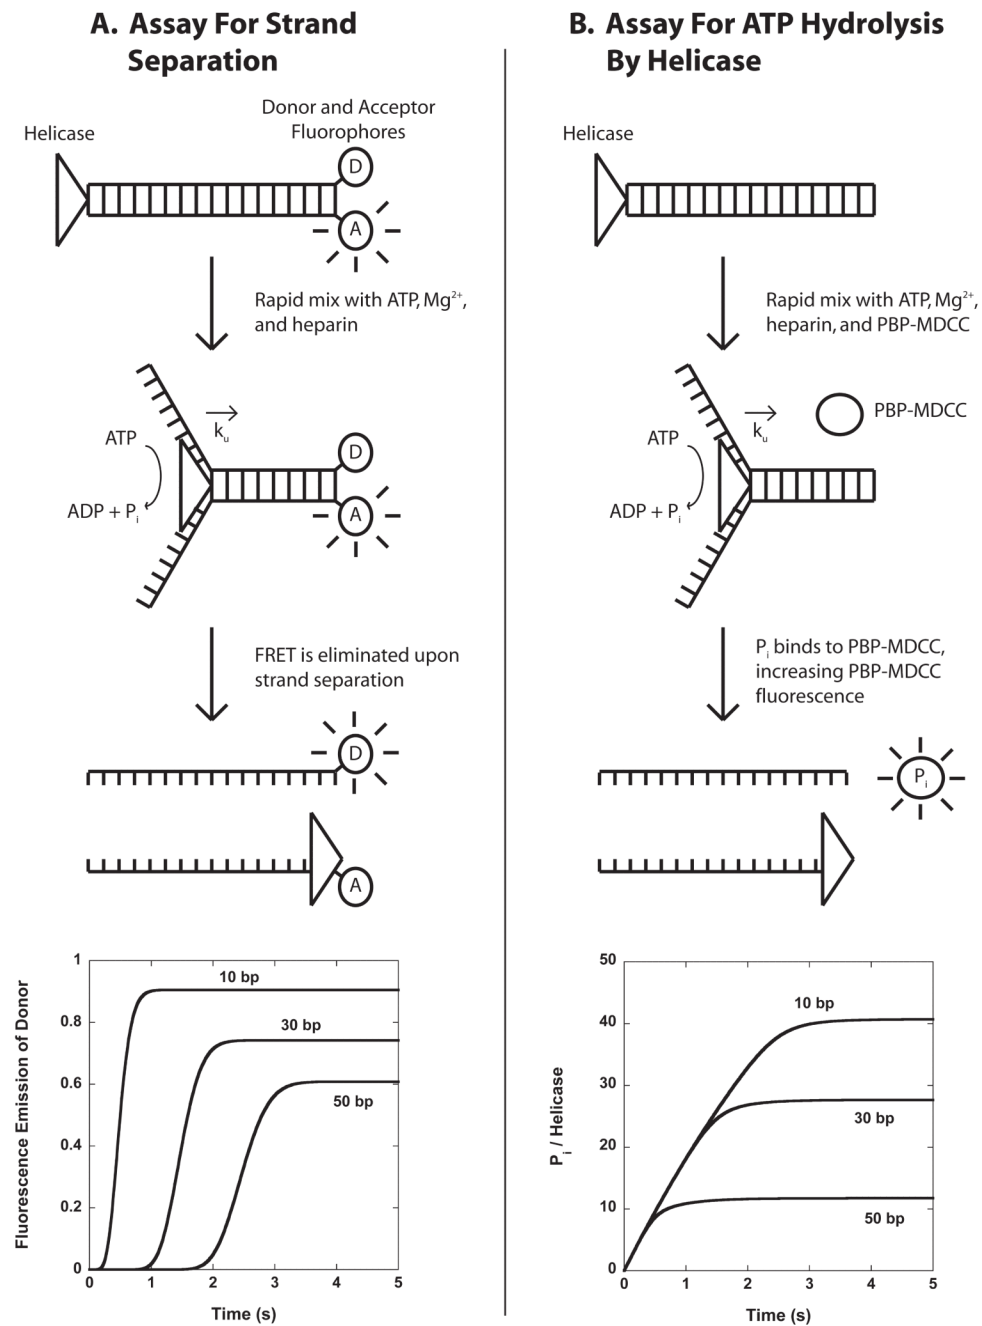 A. Assay For Strand
Separation
Donor and Acceptor
Fluorophores
Helicase
D
A
Rapid mix with ATP, Mg²⁺,
and heparin
kᵤ
ATP
ADP + Pᵢ
D
A
FRET is eliminated upon
strand separation
D
A
Fluorescence Emission of Donor
1
0.8
0.6
0.4
0.2
0
10 bp
30 bp
50 bp
0 1 2 3 4 5
Time (s)
B. Assay For ATP Hydrolysis
By Helicase
Helicase
Rapid mix with ATP, Mg²⁺,
heparin, and PBP-MDCC
kᵤ
PBP-MDCC
ATP
ADP + Pᵢ
Pᵢ binds to PBP-MDCC,
increasing PBP-MDCC
fluorescence
Pᵢ
Pᵢ / Helicase
50
40
30
20
10
0
10 bp
30 bp
50 bp
0 1 2 3 4 5
Time (s)